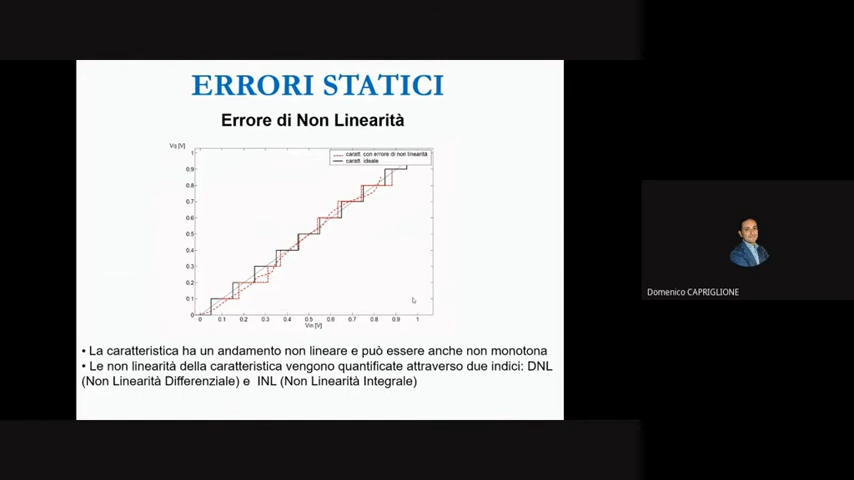 ERRORI STATICI
Errore di Non Linearità
Vq [V]
caratt. con errore di non linearità
caratt. ideale
1
0.9
0.8
0.7
0.6
0.5
0.4
0.3
0.2
0.1
0
0 0.1 0.2 0.3 0.4 0.5 0.6 0.7 0.8 0.9 1
Vin [V]
• La caratteristica ha un andamento non lineare e può essere anche non monotona
• Le non linearità della caratteristica vengono quantificate attraverso due indici: DNL
(Non Linearità Differenziale) e INL (Non Linearità Integrale)
Domenico CAPRIGLIONE